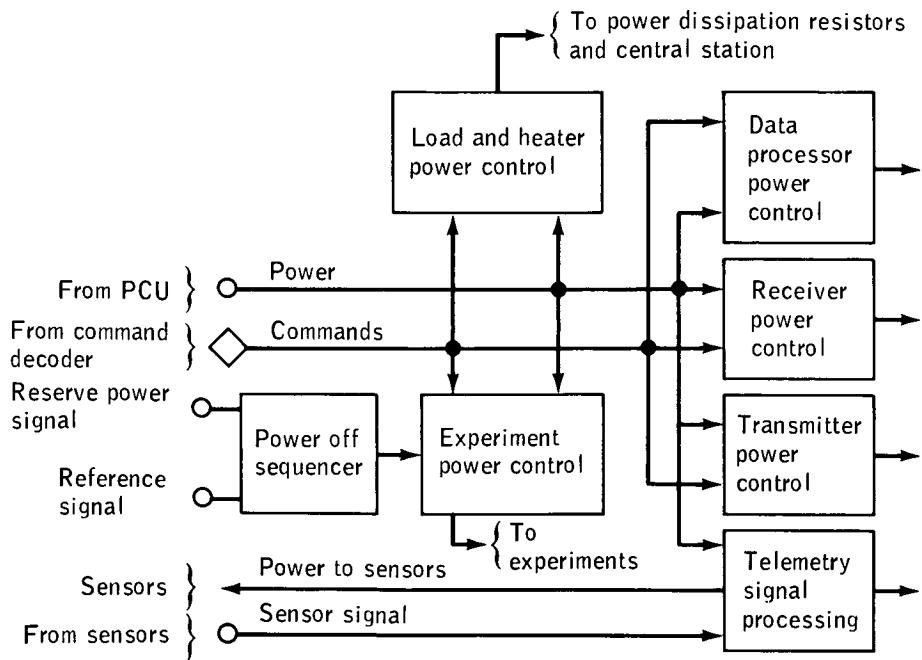 To power dissipation resistors
and central station
Load and heater
power control
Data
processor
power
control
From PCU
Power
Receiver
power
control
From command
decoder
Commands
Reserve power
signal
Power off
sequencer
Experiment
power control
Transmitter
power
control
Reference
signal
To
experiments
Sensors
Power to sensors
Telemetry
signal
processing
From sensors
Sensor signal